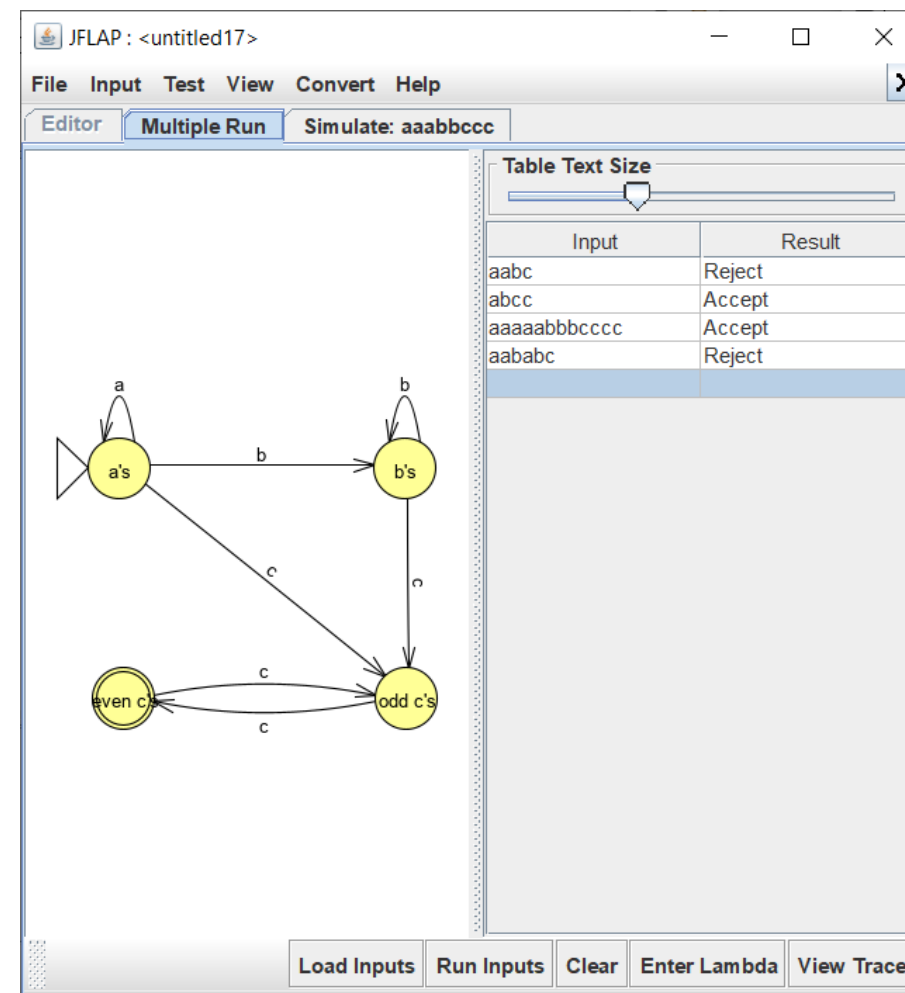 JFLAP : <untitled17>
File Input Test View Convert Help
Editor Multiple Run Simulate: aaabbccc
Table Text Size
Input Result
aabc Reject
abcc Accept
aaaaabbbcccc Accept
aababc Reject
a b
a's b b's
c c
even c's c odd c's
c
Load Inputs Run Inputs Clear Enter Lambda View Trace